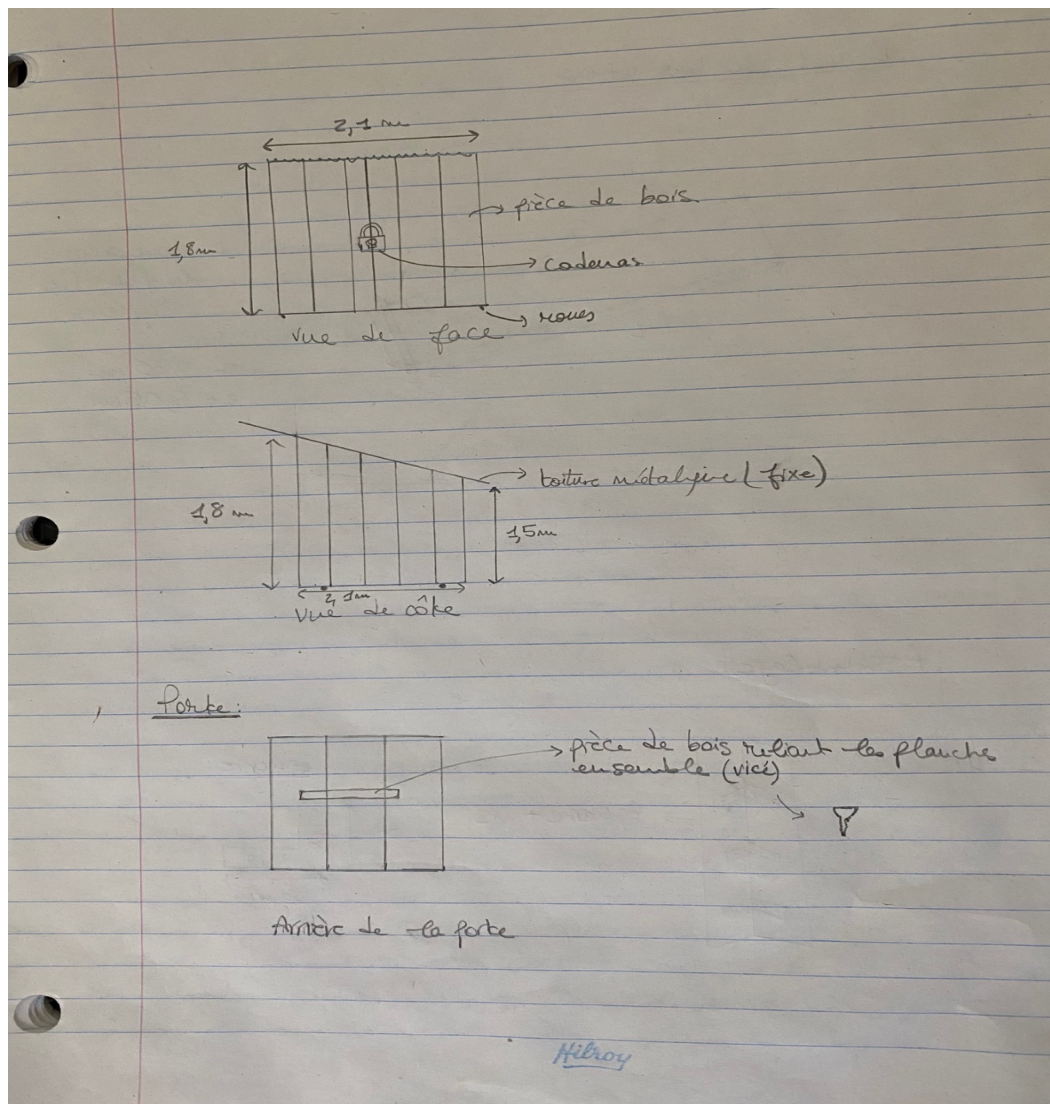 2,1 m
pièce de bois.
1,8m
cadenas
roues
vue de face
toiture métalique (fixe)
1,8 m
1,5m
2,1m
vue de côte
Porte:
pièce de bois reliant les planche
ensemble (vicé)
Arrière de la porte
Hilroy